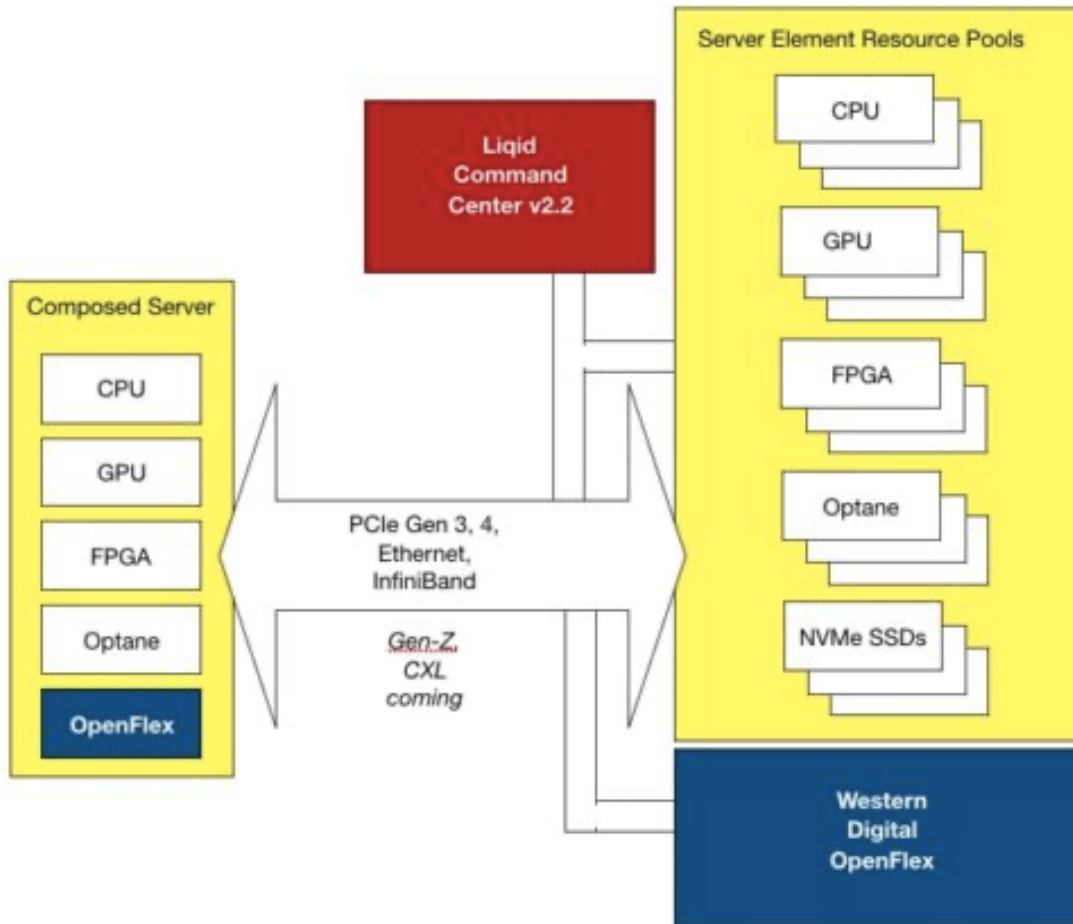 Server Element Resource Pools
CPU
GPU
FPGA
Optane
NVMe SSDs
Liqid
Command
Center v2.2
Composed Server
CPU
GPU
FPGA
Optane
OpenFlex
PCIe Gen 3, 4,
Ethernet,
InfiniBand
Gen-Z,
CXL
coming
Western
Digital
OpenFlex